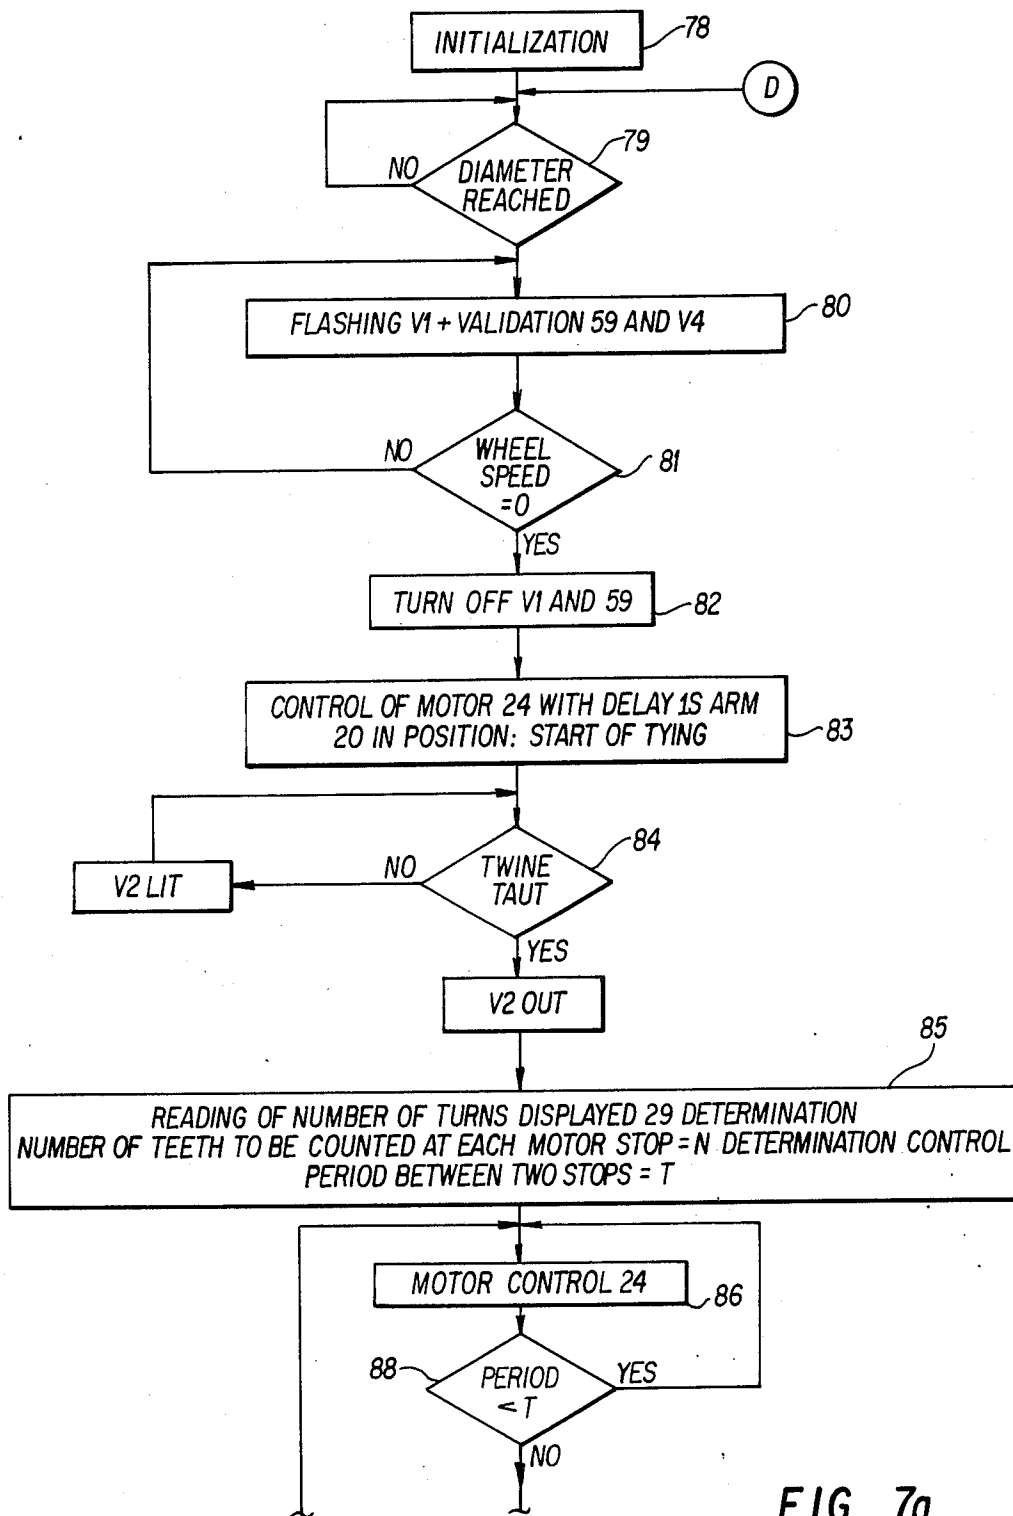 INITIALIZATION
78
D
79
NO
DIAMETER
REACHED
FLASHING V1 + VALIDATION 59 AND V4
80
NO
WHEEL
SPEED
=0
81
YES
TURN OFF V1 AND 59
82
CONTROL OF MOTOR 24 WITH DELAY 1S ARM
20 IN POSITION: START OF TYING
83
84
V2 LIT
NO
TWINE
TAUT
YES
V2 OUT
85
READING OF NUMBER OF TURNS DISPLAYED 29 DETERMINATION
NUMBER OF TEETH TO BE COUNTED AT EACH MOTOR STOP = N DETERMINATION CONTROL
PERIOD BETWEEN TWO STOPS = T
MOTOR CONTROL 24
86
88
PERIOD
< T
YES
NO
FIG 7a